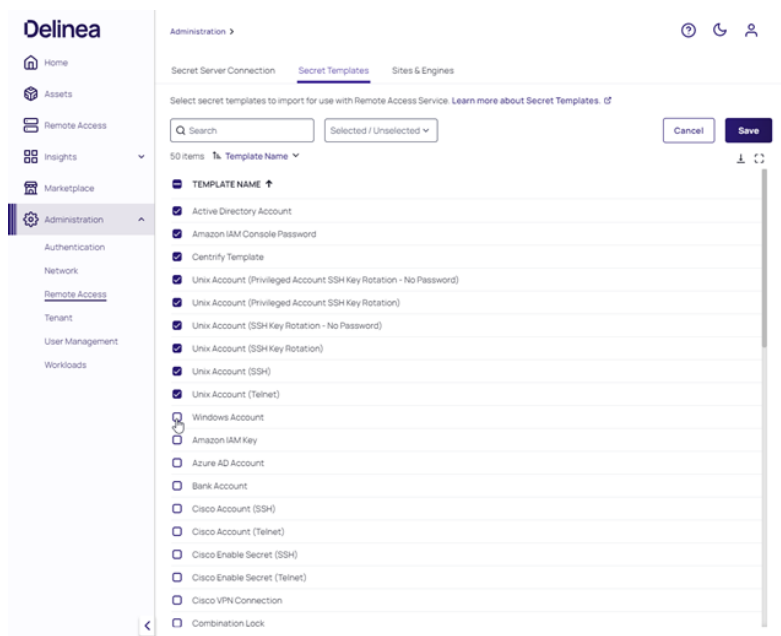 Delinea
Home
Assets
Remote Access
Insights
Marketplace
Administration
Authentication
Network
Remote Access
Tenant
User Management
Workloads
Administration >
Secret Server Connection Secret Templates Sites & Engines
Select secret templates to import for use with Remote Access Service. Learn more about Secret Templates.
Search Selected / Unselected Cancel Save
50 items Template Name
TEMPLATE NAME
Active Directory Account
Amazon IAM Console Password
Centrify Template
Unix Account (Privileged Account SSH Key Rotation - No Password)
Unix Account (Privileged Account SSH Key Rotation)
Unix Account (SSH Key Rotation - No Password)
Unix Account (SSH Key Rotation)
Unix Account (SSH)
Unix Account (Telnet)
Windows Account
Amazon IAM Key
Azure AD Account
Bank Account
Cisco Account (SSH)
Cisco Account (Telnet)
Cisco Enable Secret (SSH)
Cisco Enable Secret (Telnet)
Cisco VPN Connection
Combination Lock